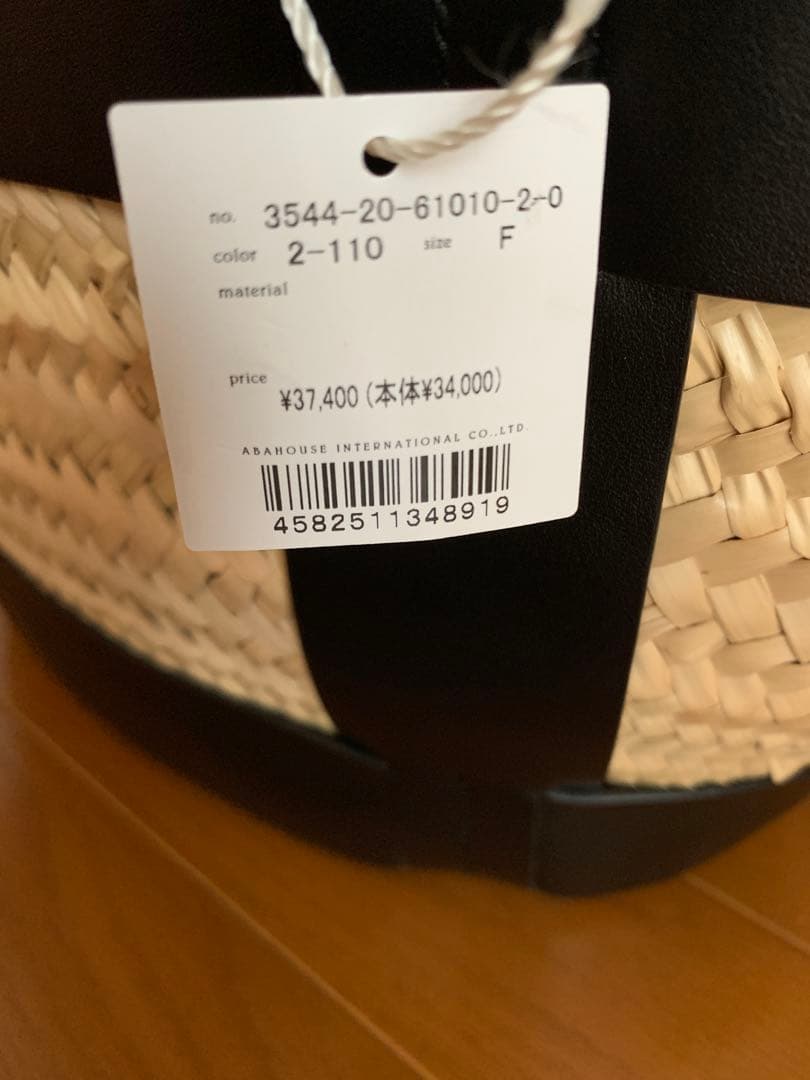 no. 3544-20-61010-2-0
color 2-110 size F
material
price ¥37,400(本体¥34,000)
ABAHOUSE INTERNATIONAL CO.,LTD.
4582511348919